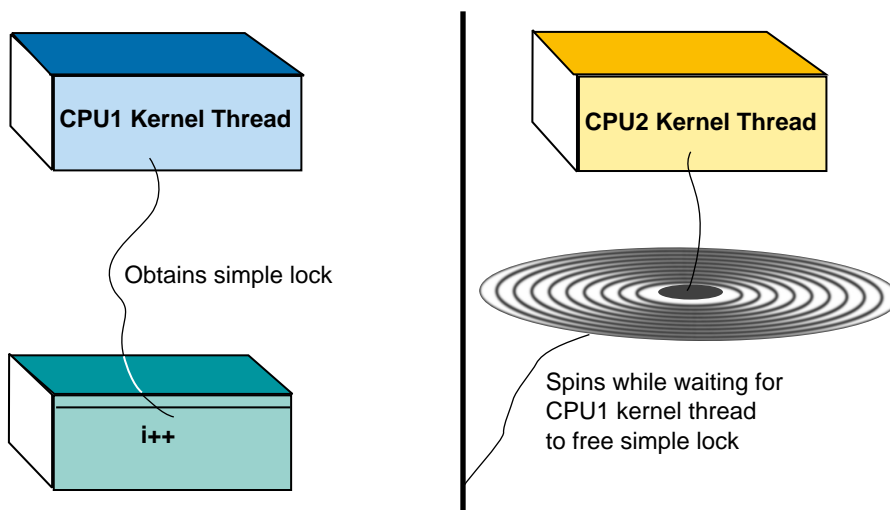 CPU1 Kernel Thread
Obtains simple lock
i++
CPU2 Kernel Thread
Spins while waiting for
CPU1 kernel thread
to free simple lock